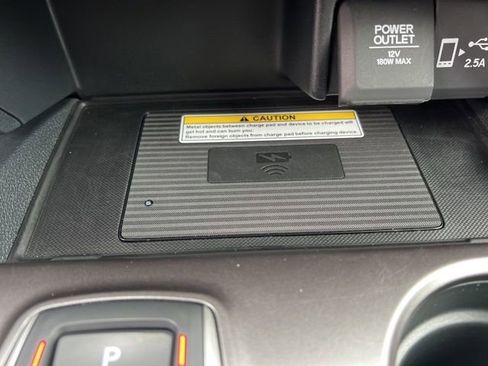 POWER
OUTLET
12V
180W MAX
2.5A
CAUTION
Metal objects between charge pad and device to be charged will
get hot and can burn you.
Remove foreign objects from charge pad before charging device.
P